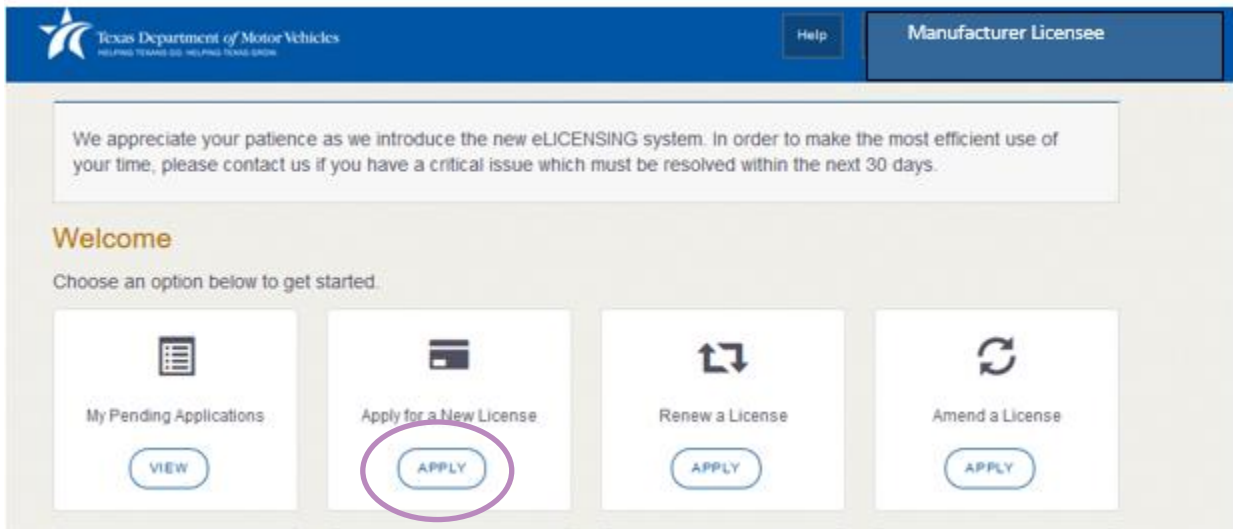 Texas Department of Motor Vehicles
HELPING TEXANS GO. HELPING TEXAS GROW.
Help
Manufacturer Licensee
We appreciate your patience as we introduce the new eLICENSING system. In order to make the most efficient use of
your time, please contact us if you have a critical issue which must be resolved within the next 30 days.
Welcome
Choose an option below to get started.
My Pending Applications
Apply for a New License
Renew a License
Amend a License
VIEW
APPLY
APPLY
APPLY